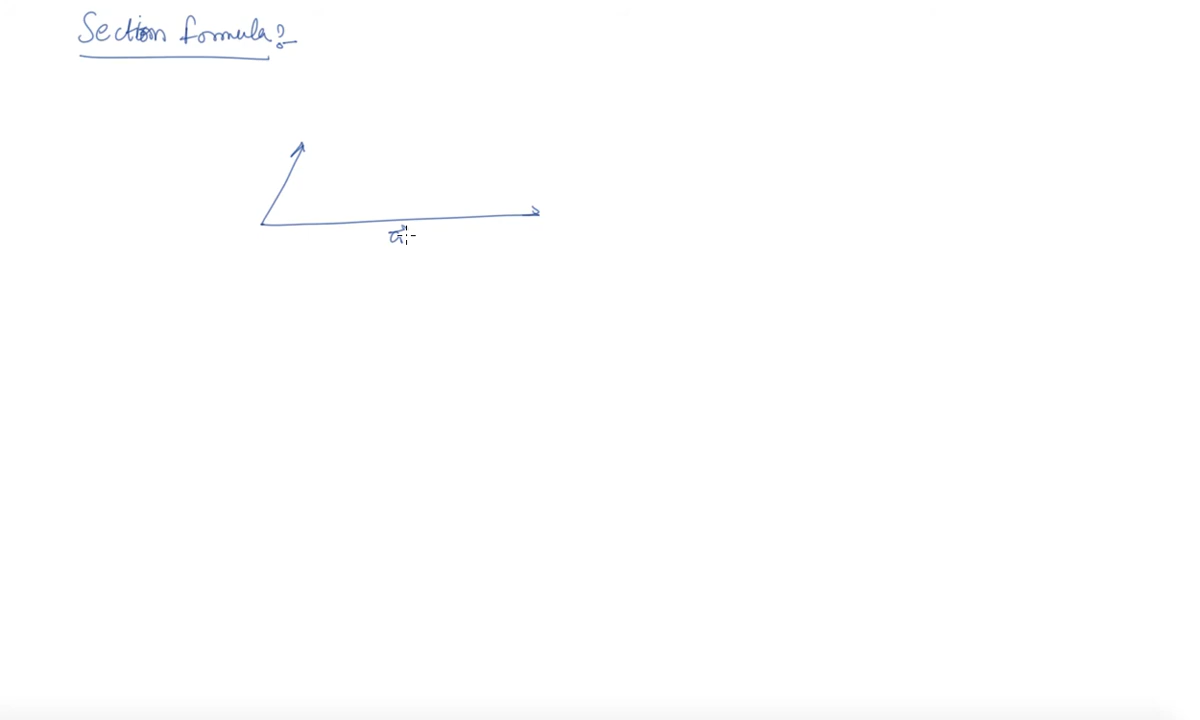 Section formula :-
a⃗